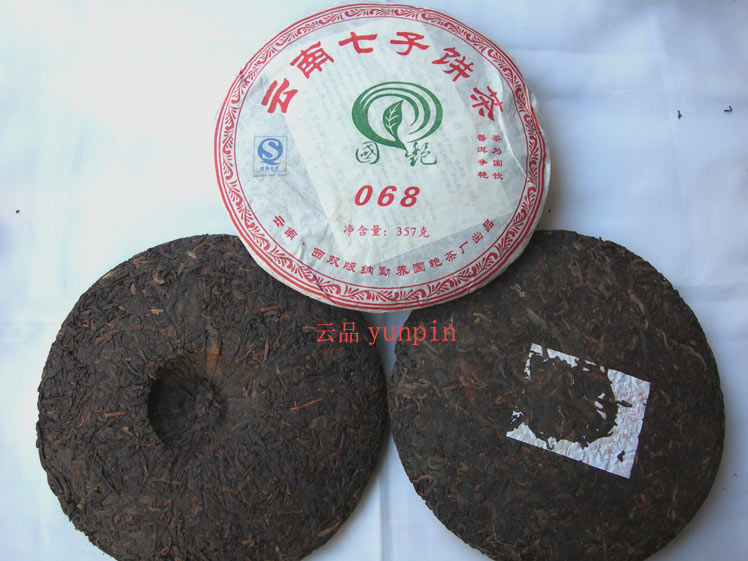 云南七子饼茶
國艳
茶为国饮
普洱争艳
068
净含量：357克
云南 西双版纳勐养国艳茶厂出品
云品 yunpin